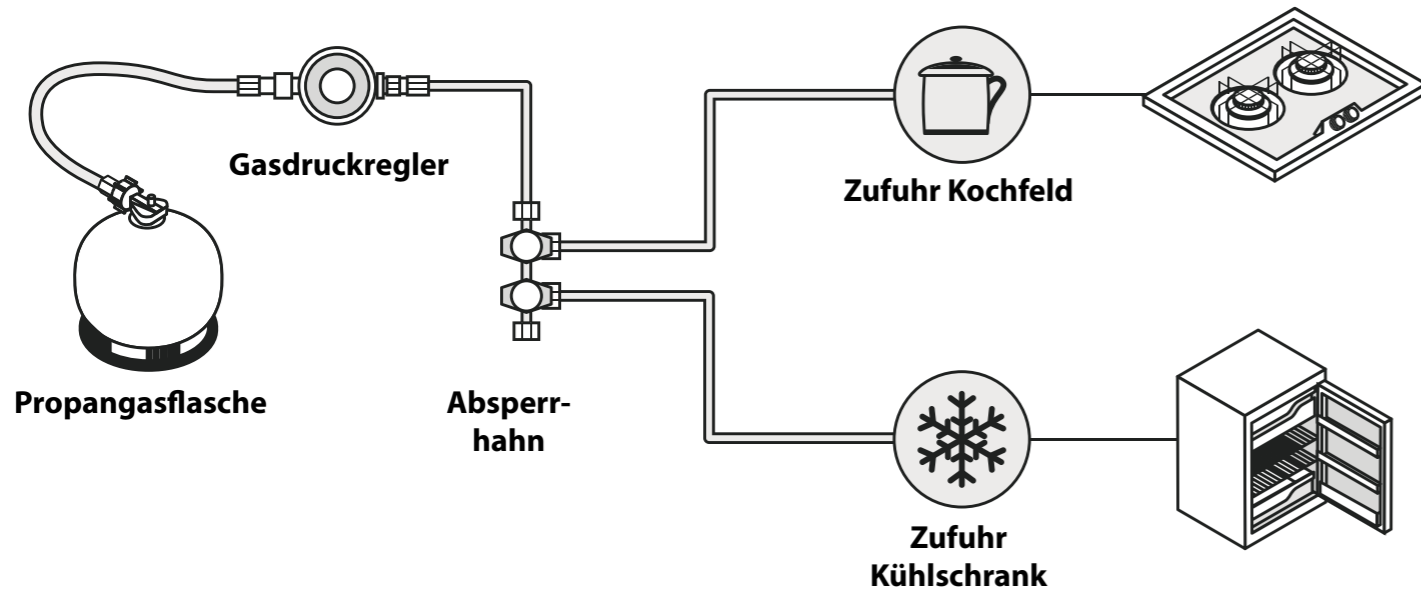 Gasdruckregler
Zufuhr Kochfeld
Propangasflasche
Absperr-
hahn
Zufuhr
Kühlschrank